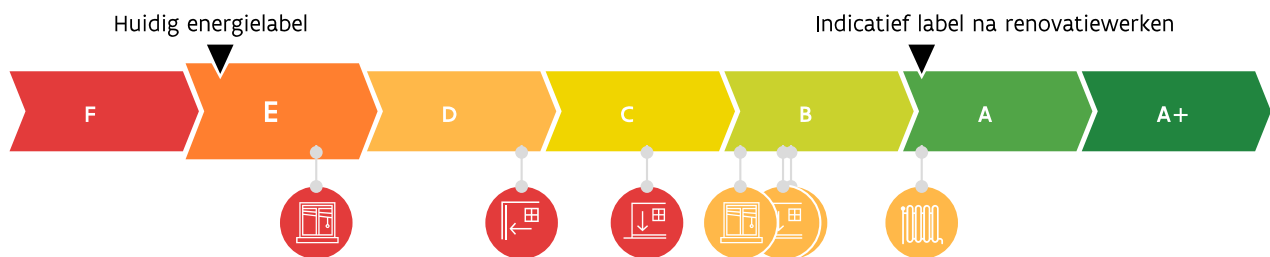 Huidig energielabel
Indicatief label na renovatiewerken
F
E
D
C
B
A
A+